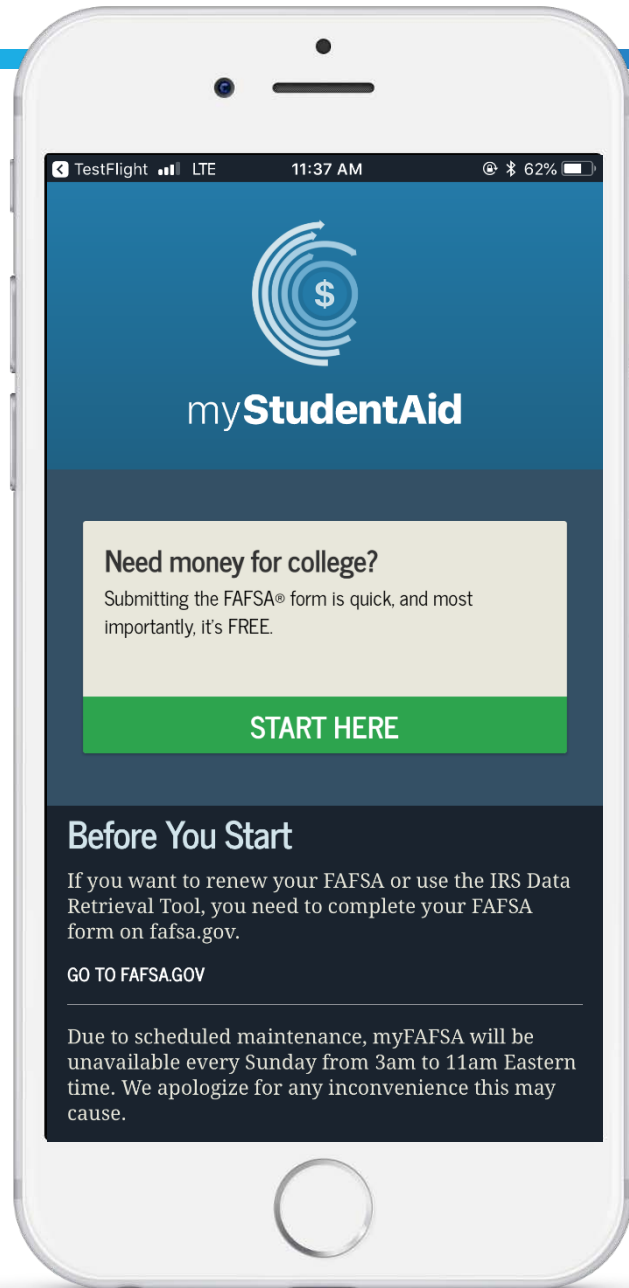 TestFlight LTE 11:37 AM 62%
$
myStudentAid
Need money for college?
Submitting the FAFSA® form is quick, and most
importantly, it's FREE.
START HERE
Before You Start
If you want to renew your FAFSA or use the IRS Data
Retrieval Tool, you need to complete your FAFSA
form on fafsa.gov.
GO TO FAFSA.GOV
Due to scheduled maintenance, myFAFSA will be
unavailable every Sunday from 3am to 11am Eastern
time. We apologize for any inconvenience this may
cause.